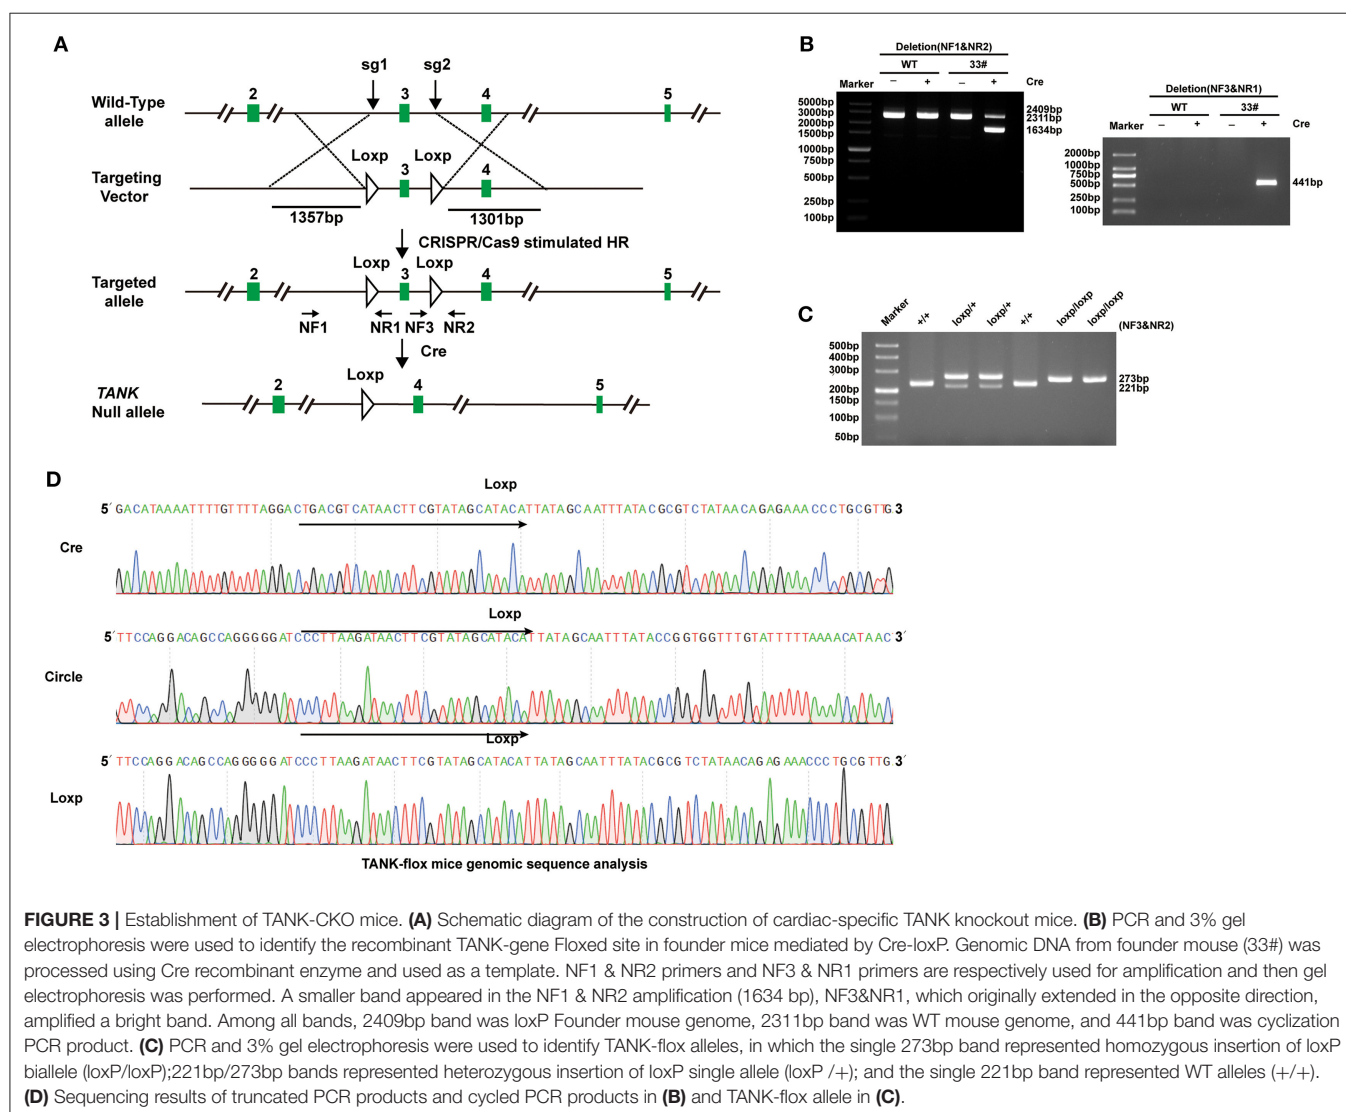 A
sg1 sg2
Wild-Type allele
2 3 4 5
Loxp Loxp
Targeting Vector
3 4
1357bp 1301bp
CRISPR/Cas9 stimulated HR
Loxp Loxp
Targeted allele
2 3 4 5
NF1 NR1 NF3 NR2
Cre
Loxp
TANK Null allele
2 4 5
B
Deletion(NF1&NR2)
WT 33#
Marker – + – + Cre
5000bp
3000bp
2000bp
1500bp
1000bp
750bp
500bp
250bp
100bp
2409bp
2311bp
1634bp
Deletion(NF3&NR1)
WT 33#
Marker – + – + Cre
2000bp
1000bp
750bp
500bp
250bp
100bp
441bp
C
Marker +/+ loxp/+ loxp/+ +/+ loxp/loxp loxp/loxp
(NF3&NR2)
500bp
400bp
300bp
200bp
150bp
100bp
50bp
273bp
221bp
D
Loxp
5´GACATAAAATTTTGTTTTAGGACTGACGTCATAACTTCGTATAGCATACATTATAGCAATTTATACGCGTCTATAACAGAGAAACCCTGCGTTG3´
Cre
Loxp
5´TTCCAGGACAGCCAGGGGGATCCCTTAAGATAACTTCGTATAGCATACATTATAGCAATTTATACCGGTGGTTTGTATTTTTAAAACATAAC3´
Circle
Loxp
5´TTCCAGGACAGCCAGGGGGATCCCTTAAGATAACTTCGTATAGCATACATTATAGCAATTTATACGCGTCTATAACAGAGAAACCCTGCGTTG3´
Loxp
TANK-flox mice genomic sequence analysis
FIGURE 3 | Establishment of TANK-CKO mice. (A) Schematic diagram of the construction of cardiac-specific TANK knockout mice. (B) PCR and 3% gel
electrophoresis were used to identify the recombinant TANK-gene Floxed site in founder mice mediated by Cre-loxP. Genomic DNA from founder mouse (33#) was
processed using Cre recombinant enzyme and used as a template. NF1 & NR2 primers and NF3 & NR1 primers are respectively used for amplification and then gel
electrophoresis was performed. A smaller band appeared in the NF1 & NR2 amplification (1634 bp), NF3&NR1, which originally extended in the opposite direction,
amplified a bright band. Among all bands, 2409bp band was loxP Founder mouse genome, 2311bp band was WT mouse genome, and 441bp band was cyclization
PCR product. (C) PCR and 3% gel electrophoresis were used to identify TANK-flox alleles, in which the single 273bp band represented homozygous insertion of loxP
biallele (loxP/loxP);221bp/273bp bands represented heterozygous insertion of loxP single allele (loxP /+); and the single 221bp band represented WT alleles (+/+).
(D) Sequencing results of truncated PCR products and cycled PCR products in (B) and TANK-flox allele in (C).